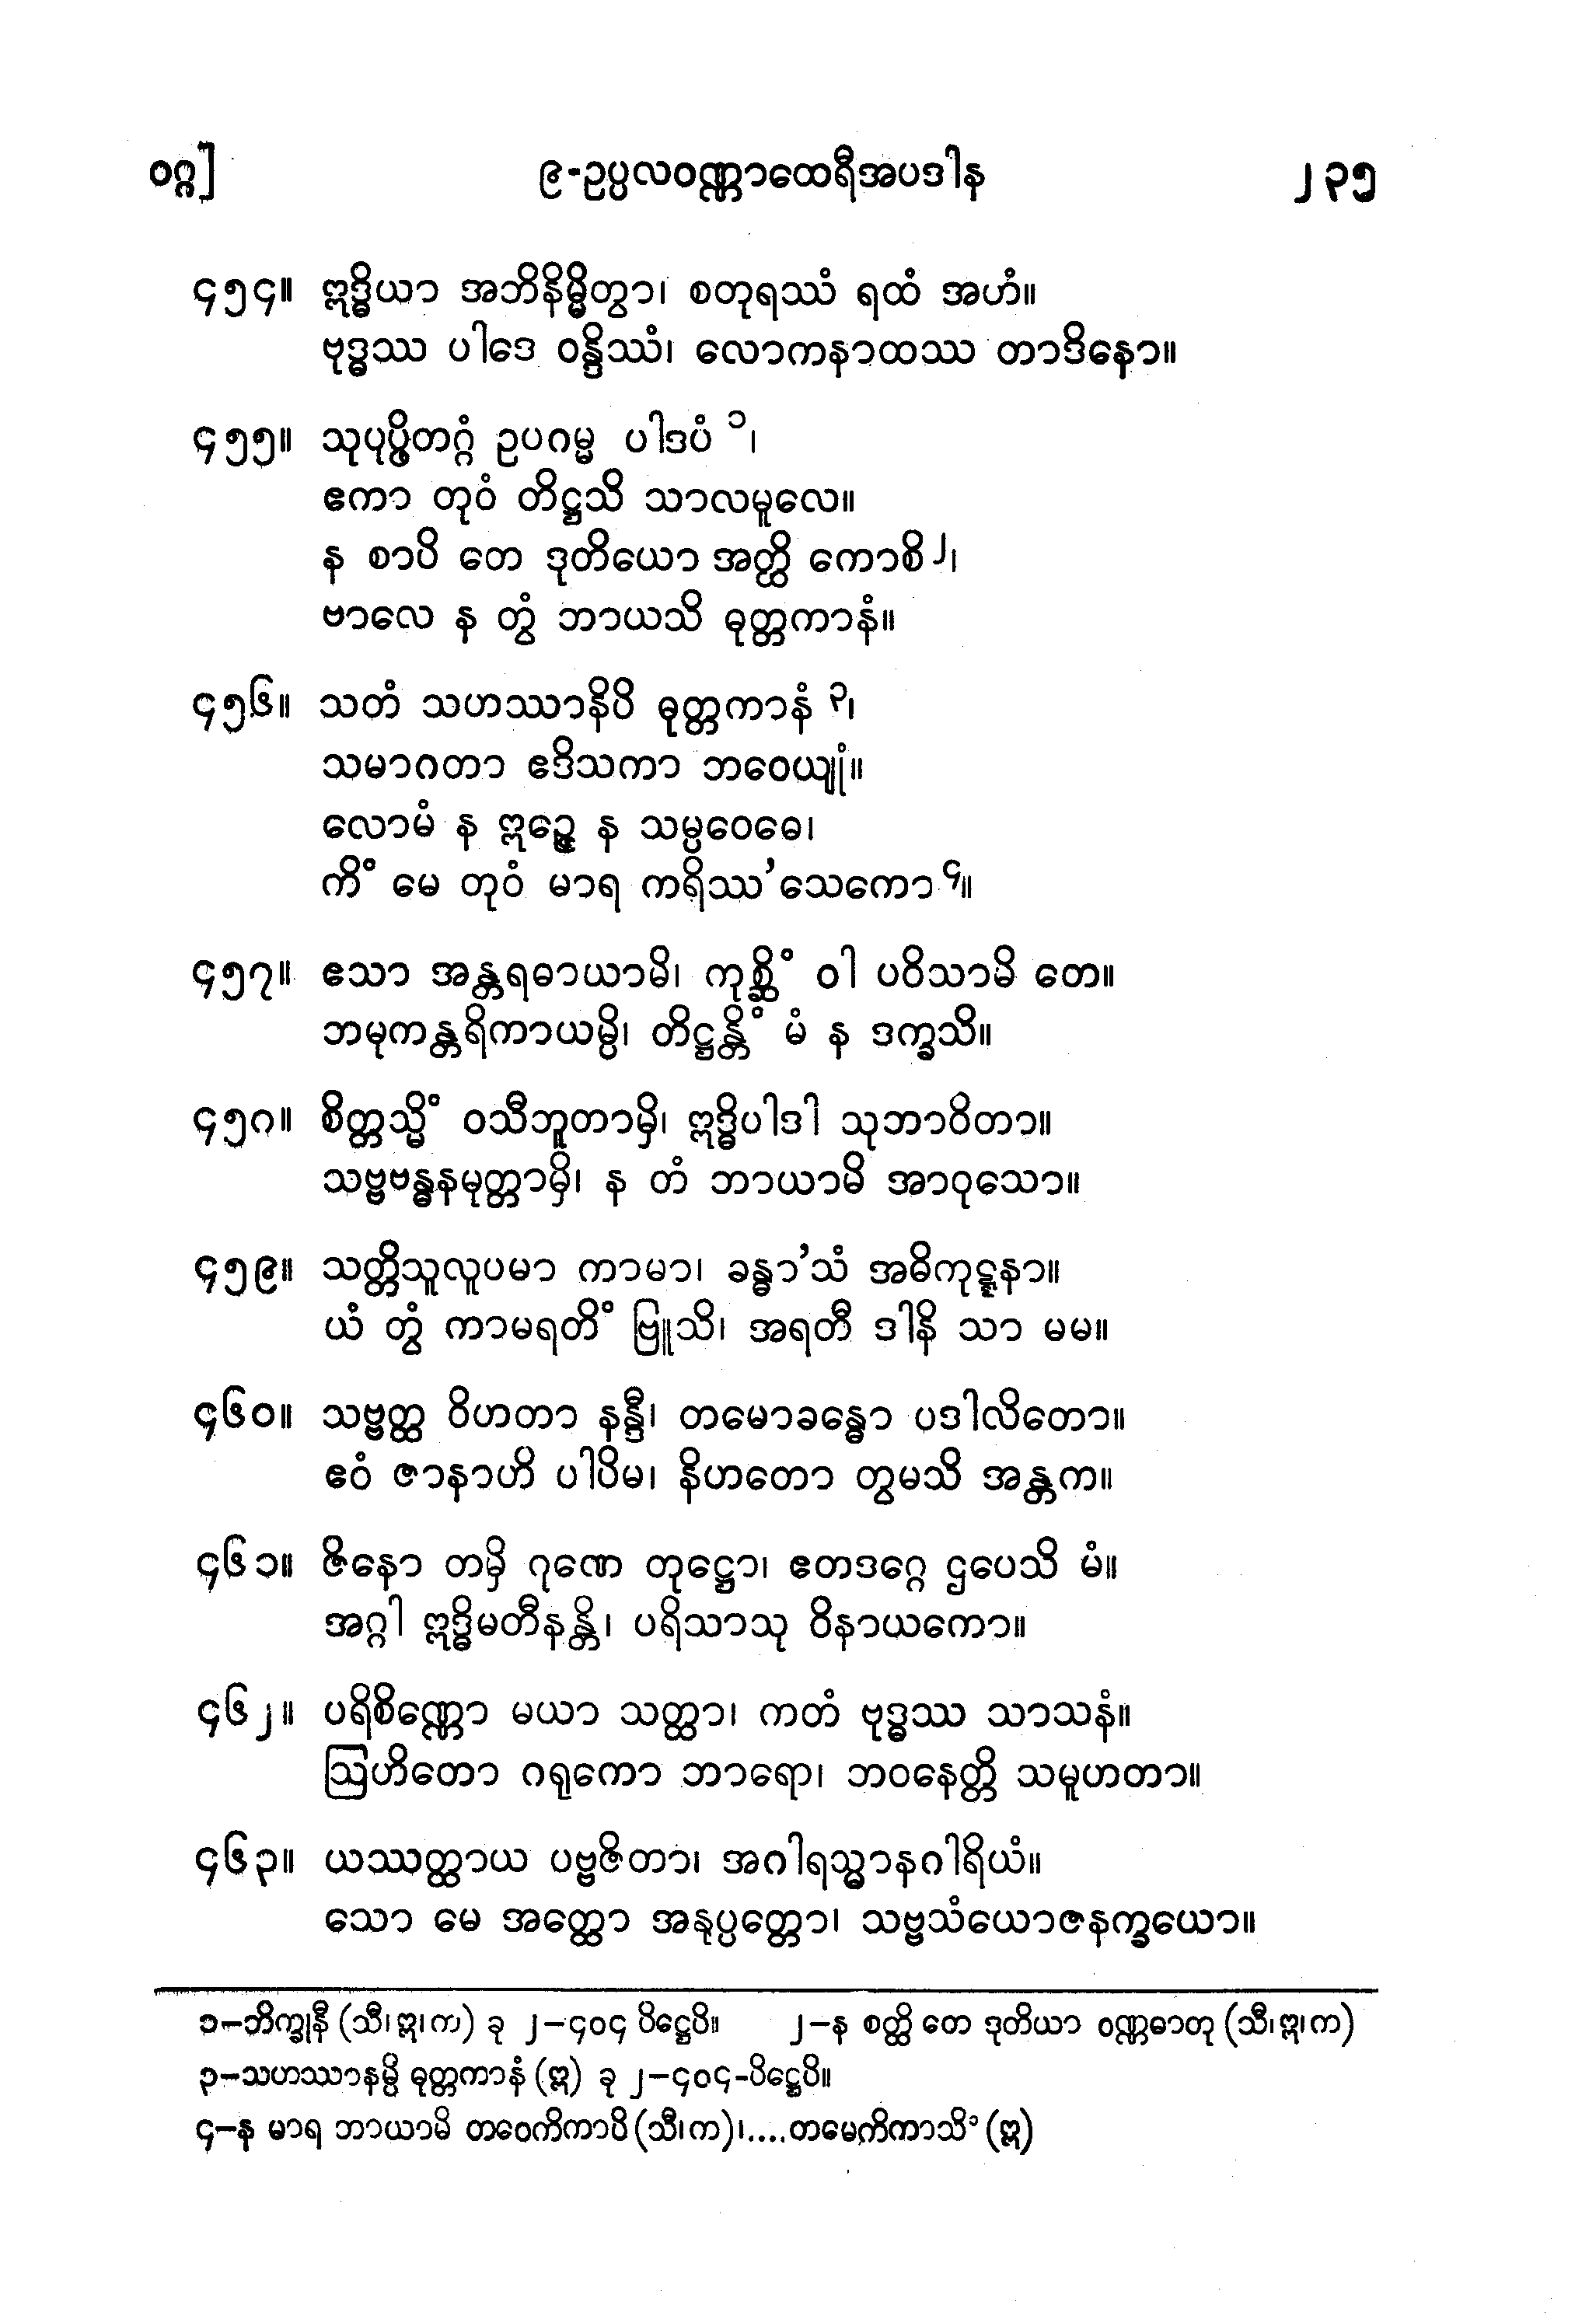 ဝဂ္ဂ]
၉-ဥပ္ပလဝဏ္ဏာထေရီအပဒါန
၂၃၅
၄၅၄။ ဣဒ္ဓိယာ အဘိနိမ္မိတွာ၊ စတုရဿံ ရထံ အဟံ။
ဗုဒ္ဓဿ ပါဒေ ဝန္ဒိဿံ၊ လောကနာထဿ တာဒိနော။
၄၅၅။ သုပုပ္ဖိတဂ္ဂံ ဥပဂမ္မ ပါဒပံ ၁၊
ဧကာ တုဝံ တိဋ္ဌသိ သာလမူလေ။
န စာပိ တေ ဒုတိယော အတ္ထိ ကောစိ ၂၊
ဗာလေ န တွံ ဘာယသိ ဓုတ္တကာနံ။
၄၅၆။ သတံ သဟဿာနိပိ ဓုတ္တကာနံ ၃၊
သမာဂတာ ဧဒိသကာ ဘဝေယျုံ။
လောမံ န ဣဉ္ဇေ န သမ္ပဝေဓေ၊
ကိံ မေ တုဝံ မာရ ကရိဿ’သေကော ၄။
၄၅၇။ ဧသာ အန္တရဓာယာမိ၊ ကုစ္ဆိံ ဝါ ပဝိသာမိ တေ။
ဘမုကန္တရိကာယမ္ပိ၊ တိဋ္ဌန္တိံ မံ န ဒက္ခသိ။
၄၅၈။ စိတ္တသ္မိံ ဝသီဘူတာမှိ၊ ဣဒ္ဓိပါဒါ သုဘာဝိတာ။
သဗ္ဗဗန္ဓနမုတ္တာမှိ၊ န တံ ဘာယာမိ အာဝုသော။
၄၅၉။ သတ္တိသူလူပမာ ကာမာ၊ ခန္ဓာ’သံ အဓိကုဋ္ဋနာ။
ယံ တွံ ကာမရတိံ ဗြူသိ၊ အရတီ ဒါနိ သာ မမ။
၄၆၀။ သဗ္ဗတ္ထ ဝိဟတာ နန္ဒီ၊ တမောခန္ဓော ပဒါလိတော။
ဧဝံ ဇာနာဟိ ပါပိမ၊ နိဟတော တွမသိ အန္တက။
၄၆၁။ ဇိနော တမှိ ဂုဏေ တုဋ္ဌော၊ ဧတဒဂ္ဂေ ဌပေသိ မံ။
အဂ္ဂါ ဣဒ္ဓိမတီနန္တိ၊ ပရိသာသု ဝိနာယကော။
၄၆၂။ ပရိစိဏ္ဏော မယာ သတ္ထာ၊ ကတံ ဗုဒ္ဓဿ သာသနံ။
ဩဟိတော ဂရုကော ဘာရော၊ ဘဝနေတ္တိ သမူဟတာ။
၄၆၃။ ယဿတ္ထာယ ပဗ္ဗဇိတာ၊ အဂါရသ္မာနဂါရိယံ။
သော မေ အတ္ထော အနုပ္ပတ္တော၊ သဗ္ဗသံယောဇနက္ခယော။
၁–ဘိက္ခုနီ (သီ၊ ဣ၊ က) ခု ၂–၄၀၄ ပိဋ္ဌေပိ။ ၂–န စတ္ထိ တေ ဒုတိယာ ဝဏ္ဏဓာတု (သီ၊ ဣ၊ က)
၃–သဟဿာနမ္ပိ ဓုတ္တကာနံ (ဣ) ခု ၂–၄၀၄-ပိဋ္ဌေပိ။
၄–န မာရ ဘာယာမိ တဝေကိကာပိ (သီ၊ က)၊....တမေကိကာသိံ (ဣ)